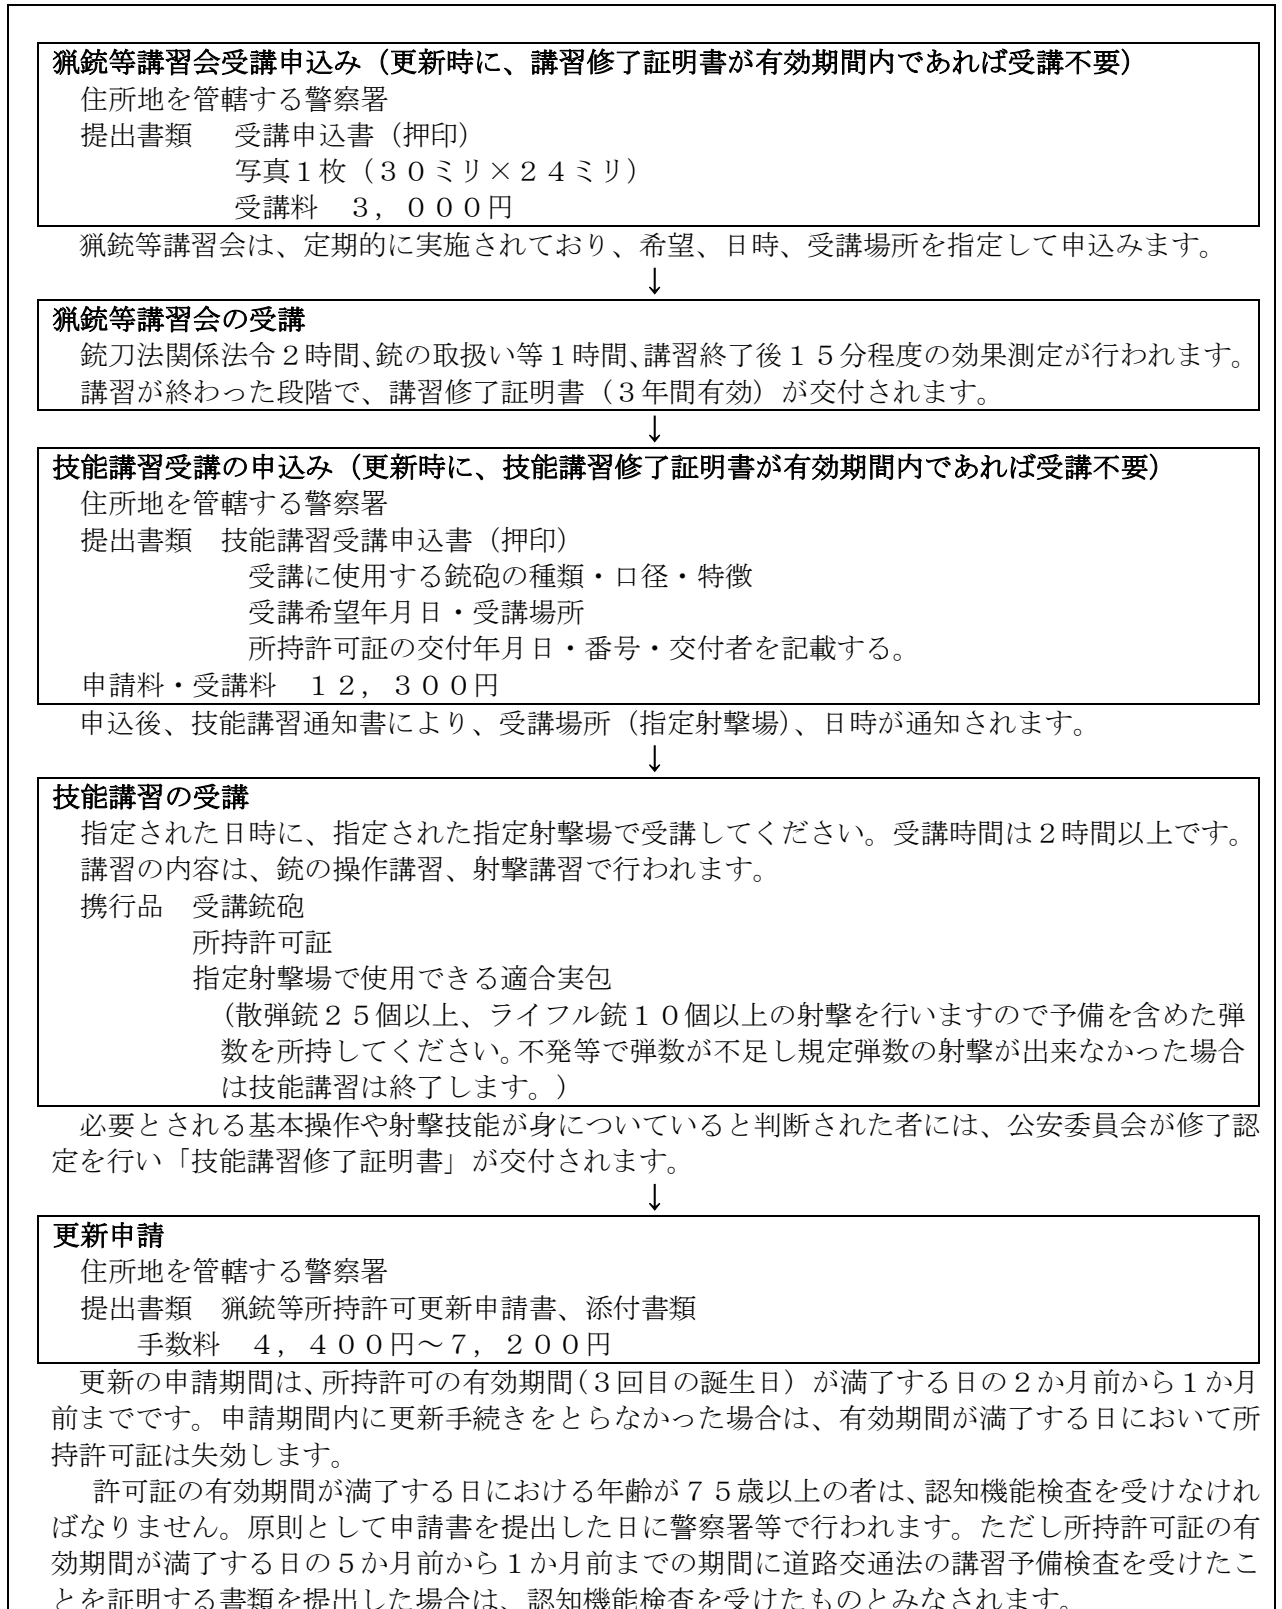 猟銃等講習会受講申込み（更新時に、講習修了証明書が有効期間内であれば受講不要）
住所地を管轄する警察署
提出書類　受講申込書（押印）
写真１枚（３０ミリ×２４ミリ）
受講料　３，０００円
猟銃等講習会は、定期的に実施されており、希望、日時、受講場所を指定して申込みます。
↓
猟銃等講習会の受講
銃刀法関係法令２時間、銃の取扱い等１時間、講習終了後１５分程度の効果測定が行われます。
講習が終わった段階で、講習修了証明書（３年間有効）が交付されます。
↓
技能講習受講の申込み（更新時に、技能講習修了証明書が有効期間内であれば受講不要）
住所地を管轄する警察署
提出書類　技能講習受講申込書（押印）
受講に使用する銃砲の種類・口径・特徴
受講希望年月日・受講場所
所持許可証の交付年月日・番号・交付者を記載する。
申請料・受講料　１２，３００円
申込後、技能講習通知書により、受講場所（指定射撃場）、日時が通知されます。
↓
技能講習の受講
指定された日時に、指定された指定射撃場で受講してください。受講時間は２時間以上です。
講習の内容は、銃の操作講習、射撃講習で行われます。
携行品　受講銃砲
所持許可証
指定射撃場で使用できる適合実包
（散弾銃２５個以上、ライフル銃１０個以上の射撃を行いますので予備を含めた弾
数を所持してください。不発等で弾数が不足し規定弾数の射撃が出来なかった場合
は技能講習は終了します。）
必要とされる基本操作や射撃技能が身についていると判断された者には、公安委員会が修了認
定を行い「技能講習修了証明書」が交付されます。
↓
更新申請
住所地を管轄する警察署
提出書類　猟銃等所持許可更新申請書、添付書類
手数料　４，４００円～７，２００円
更新の申請期間は、所持許可の有効期間（３回目の誕生日）が満了する日の２か月前から１か月
前までです。申請期間内に更新手続きをとらなかった場合は、有効期間が満了する日において所
持許可証は失効します。
許可証の有効期間が満了する日における年齢が７５歳以上の者は、認知機能検査を受けなけれ
ばなりません。原則として申請書を提出した日に警察署等で行われます。ただし所持許可証の有
効期間が満了する日の５か月前から１か月前までの期間に道路交通法の講習予備検査を受けたこ
とを証明する書類を提出した場合は、認知機能検査を受けたものとみなされます。